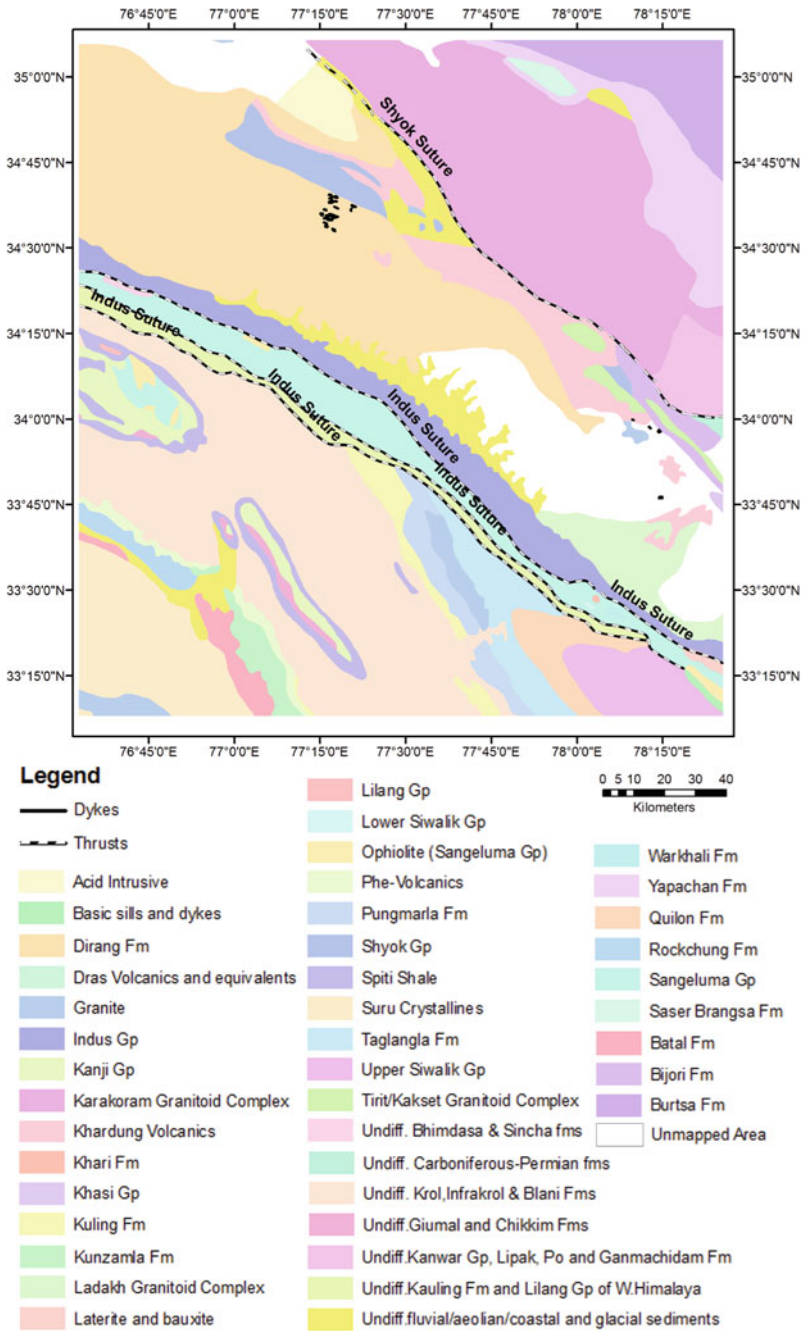 76°45'0"E 77°0'0"E 77°15'0"E 77°30'0"E 77°45'0"E 78°0'0"E 78°15'0"E
35°0'0"N 35°0'0"N
34°45'0"N 34°45'0"N
34°30'0"N 34°30'0"N
34°15'0"N 34°15'0"N
34°0'0"N 34°0'0"N
33°45'0"N 33°45'0"N
33°30'0"N 33°30'0"N
33°15'0"N 33°15'0"N
Shyok Suture
Indus Suture
Indus Suture
Indus Suture
Indus Suture
Indus Suture
76°45'0"E 77°0'0"E 77°15'0"E 77°30'0"E 77°45'0"E 78°0'0"E 78°15'0"E
Legend
Dykes
Thrusts
Acid Intrusive
Basic sills and dykes
Dirang Fm
Dras Volcanics and equivalents
Granite
Indus Gp
Kanji Gp
Karakoram Granitoid Complex
Khardung Volcanics
Khari Fm
Khasi Gp
Kuling Fm
Kunzamla Fm
Ladakh Granitoid Complex
Laterite and bauxite
Lilang Gp
Lower Siwalik Gp
Ophiolite (Sangeluma Gp)
Phe-Volcanics
Pungmarla Fm
Shyok Gp
Spiti Shale
Suru Crystallines
Taglangla Fm
Upper Siwalik Gp
Tirit/Kakset Granitoid Complex
Undiff. Bhimdasa & Sincha fms
Undiff. Carboniferous-Permian fms
Undiff. Krol,Infrakrol & Blani Fms
Undiff.Giumal and Chikkim Fms
Undiff.Kanwar Gp, Lipak, Po and Ganmachidam Fm
Undiff.Kauling Fm and Lilang Gp of W.Himalaya
Undiff.fluvial/aeolian/coastal and glacial sediments
0 5 10 20 30 40
Kilometers
Warkhali Fm
Yapachan Fm
Quilon Fm
Rockchung Fm
Sangeluma Gp
Saser Brangsa Fm
Batal Fm
Bijori Fm
Burtsa Fm
Unmapped Area